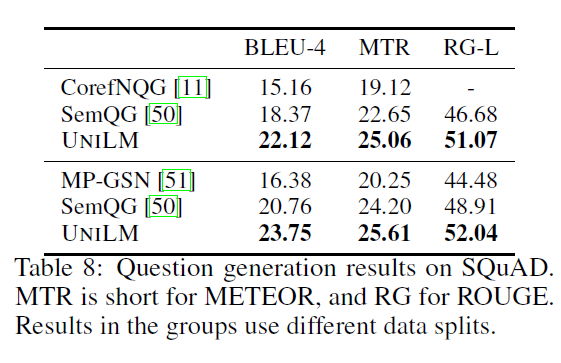 BLEU-4 MTR RG-L
CorefNQG [11] 15.16 19.12 -
SemQG [50] 18.37 22.65 46.68
UNILM 22.12 25.06 51.07
MP-GSN [51] 16.38 20.25 44.48
SemQG [50] 20.76 24.20 48.91
UNILM 23.75 25.61 52.04
Table 8: Question generation results on SQuAD.
MTR is short for METEOR, and RG for ROUGE.
Results in the groups use different data splits.